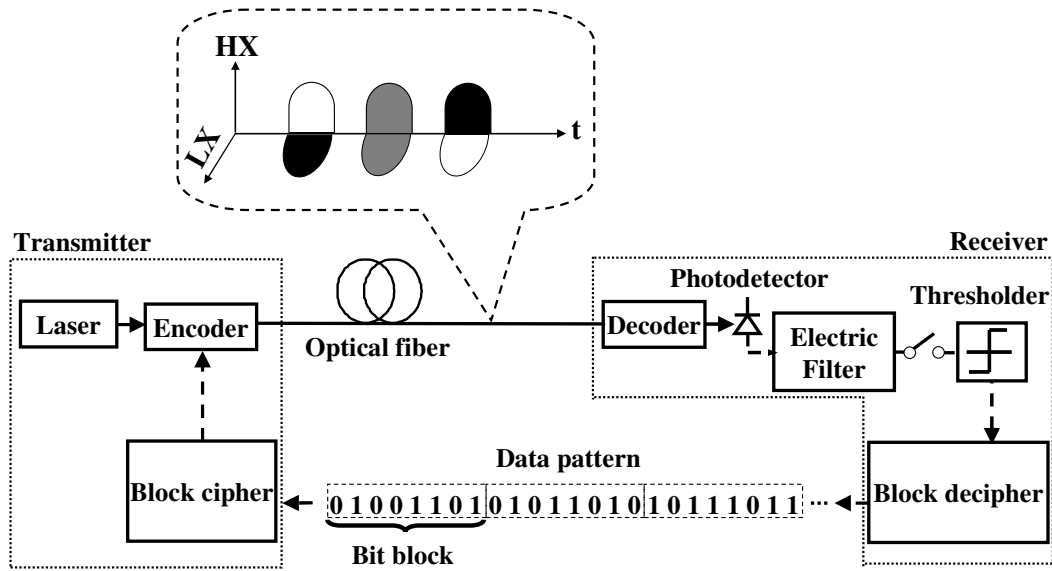 HX
t
LX
Transmitter
Receiver
Photodetector
Thresholder
Laser
Encoder
Decoder
Optical fiber
Electric
Filter
Data pattern
Block cipher
0 1 0 0 1 1 0 1 0 1 0 1 1 0 1 0 1 0 1 1 1 0 1 1 ...
Block decipher
Bit block